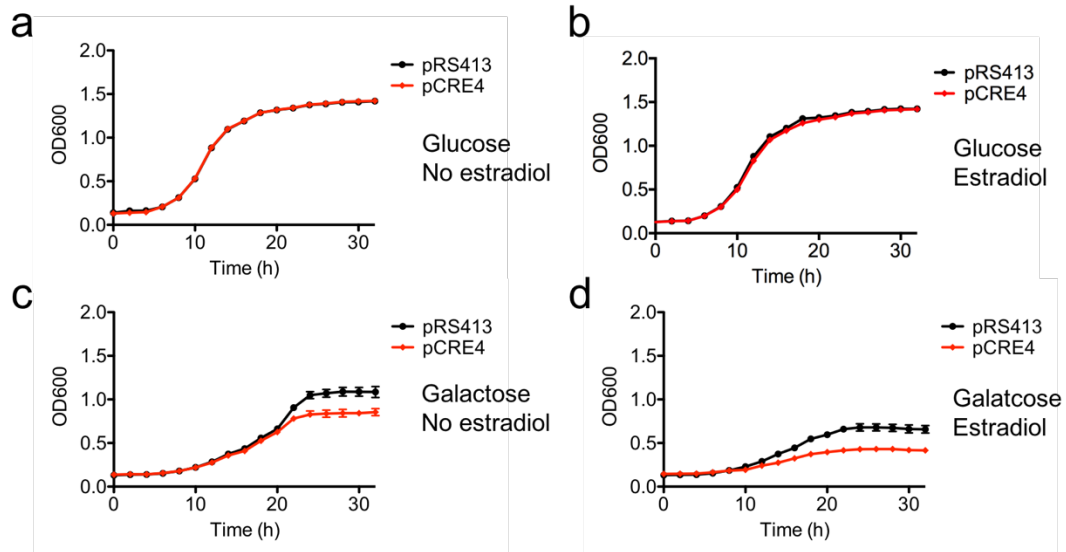 a
2.0
1.5
1.0
0.5
0.0
OD600
0 10 20 30
Time (h)
pRS413
pCRE4
Glucose
No estradiol
b
2.0
1.5
1.0
0.5
0.0
OD600
0 10 20 30
Time (h)
pRS413
pCRE4
Glucose
Estradiol
c
2.0
1.5
1.0
0.5
0.0
OD600
0 10 20 30
Time (h)
pRS413
pCRE4
Galactose
No estradiol
d
2.0
1.5
1.0
0.5
0.0
OD600
0 10 20 30
Time (h)
pRS413
pCRE4
Galatcose
Estradiol